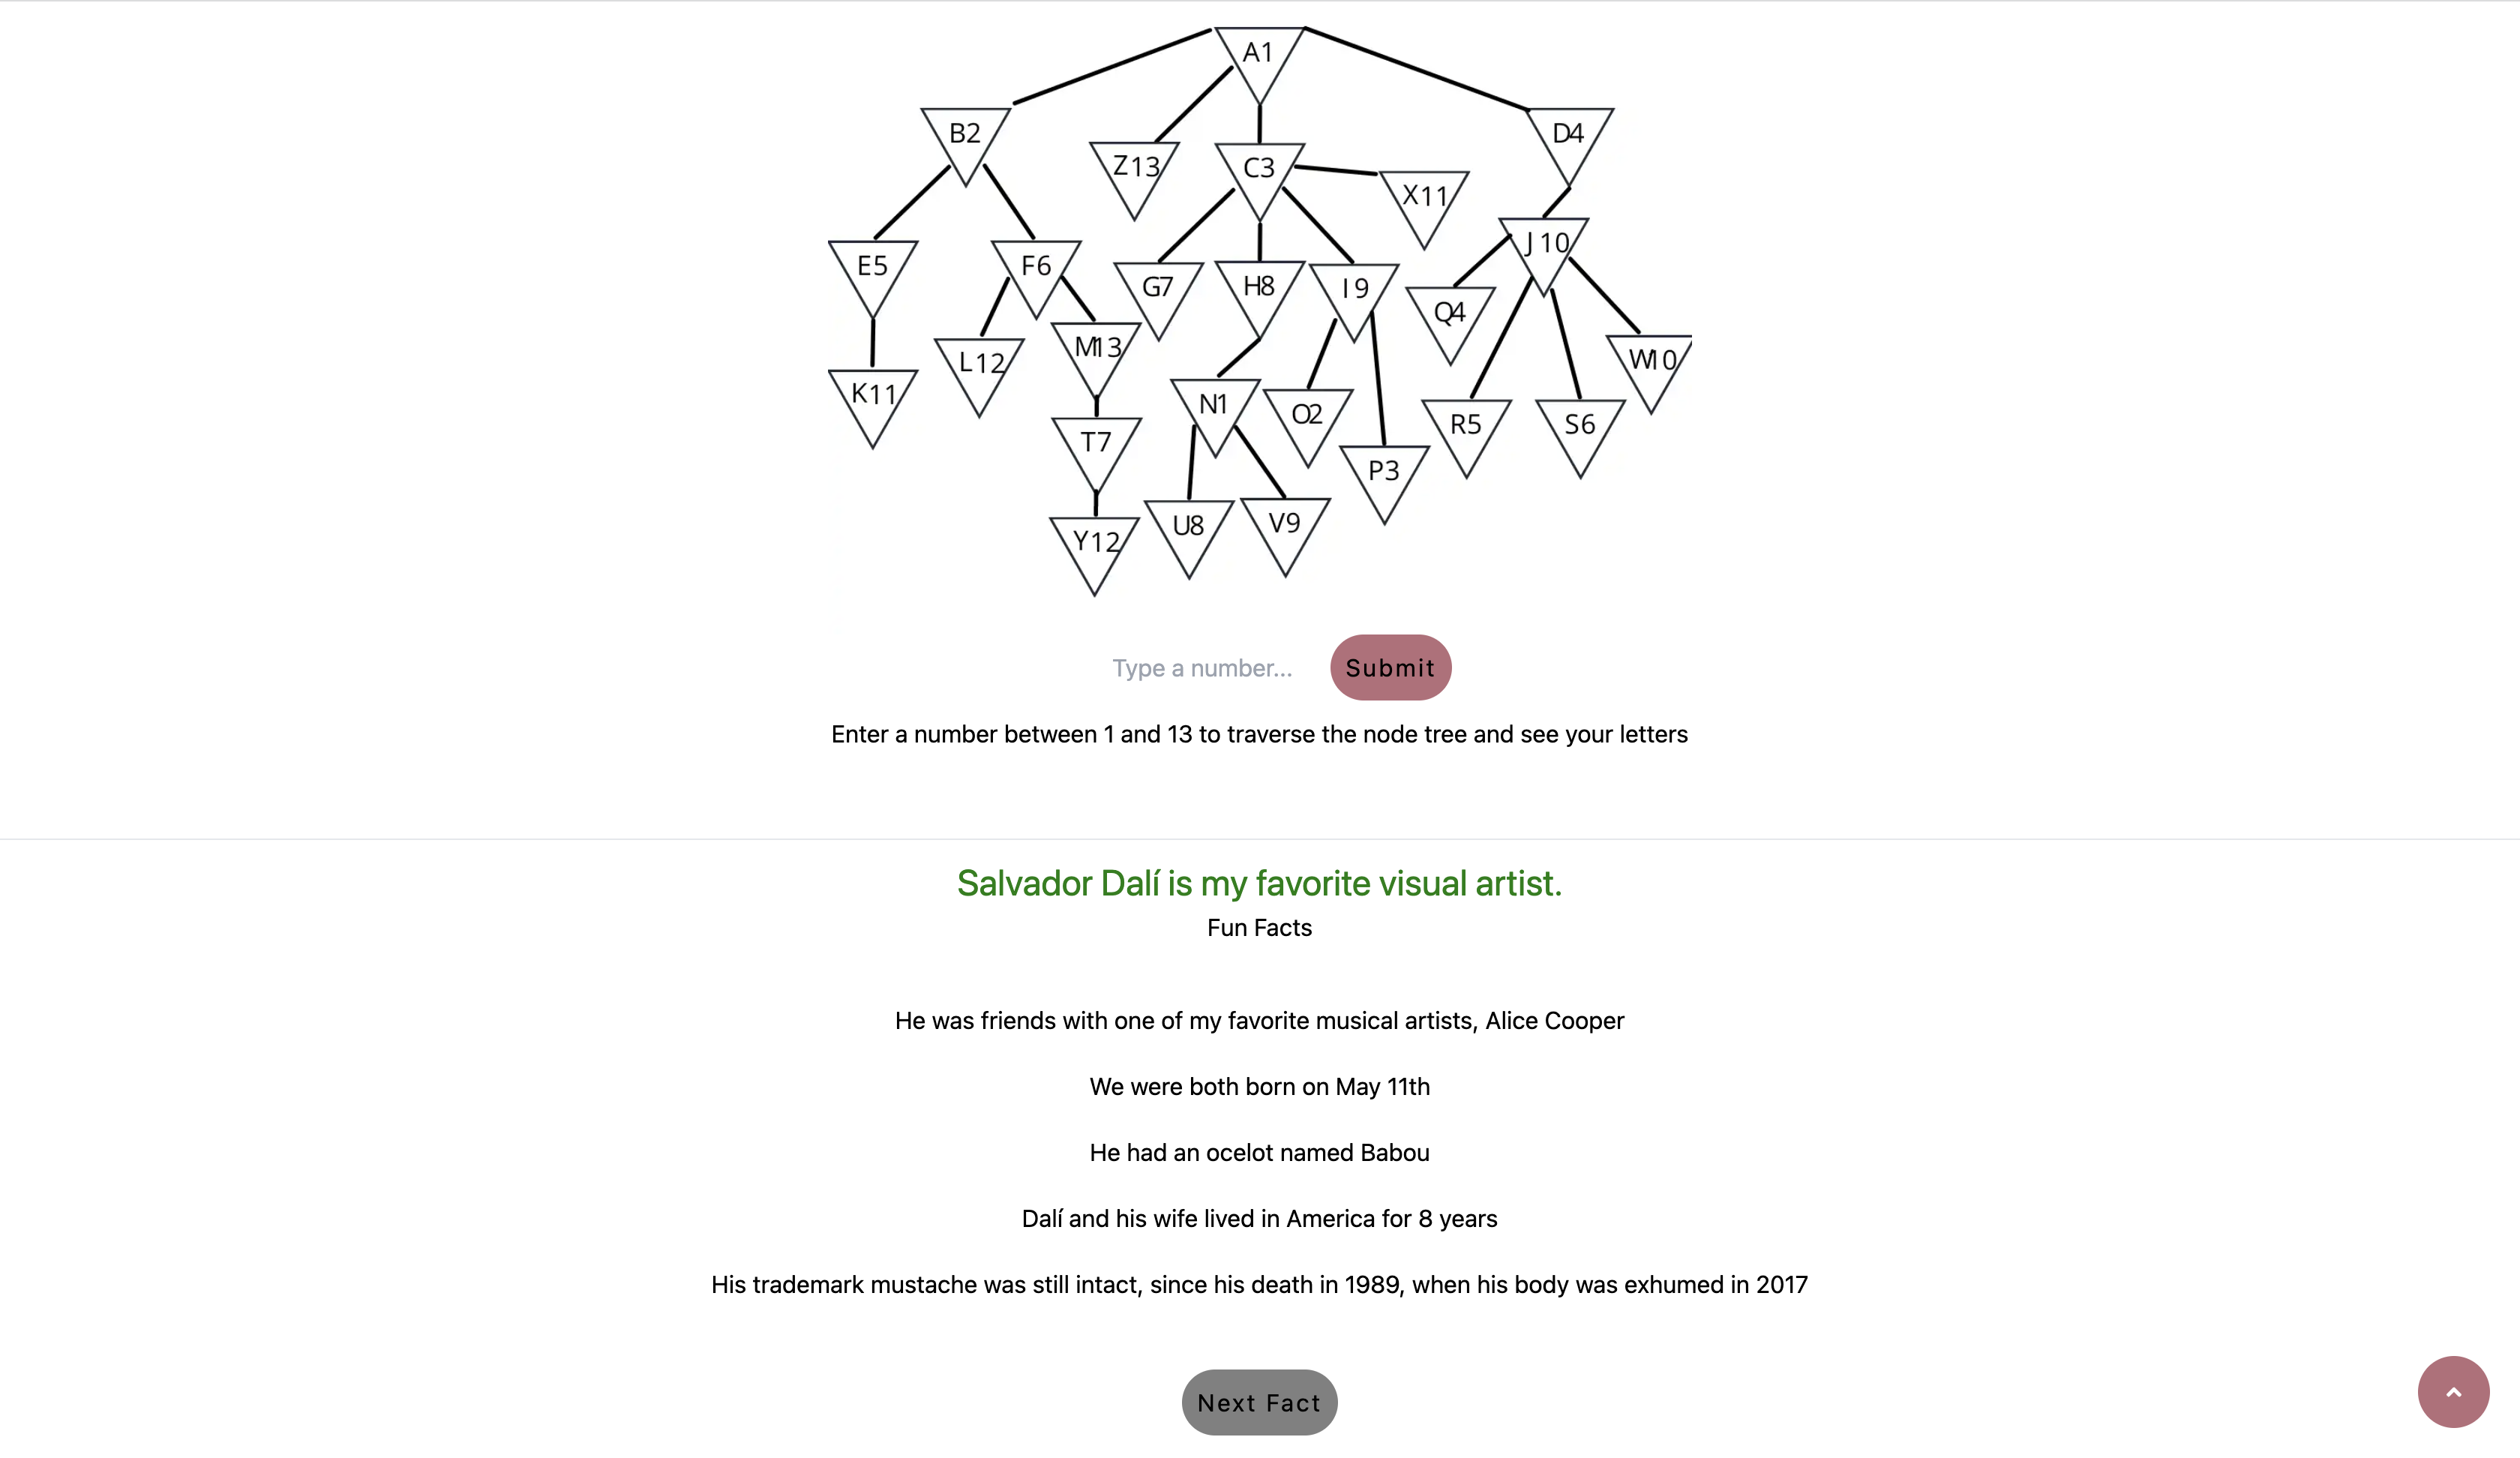 A1
B2
D4
Z13
C3
X11
J10
E5
F6
G7
H8
I9
Q4
K11
L12
M13
N1
O2
R5
S6
W10
T7
P3
Y12
U8
V9
Type a number...
Submit
Enter a number between 1 and 13 to traverse the node tree and see your letters
Salvador Dalí is my favorite visual artist.
Fun Facts
He was friends with one of my favorite musical artists, Alice Cooper
We were both born on May 11th
He had an ocelot named Babou
Dalí and his wife lived in America for 8 years
His trademark mustache was still intact, since his death in 1989, when his body was exhumed in 2017
Next Fact